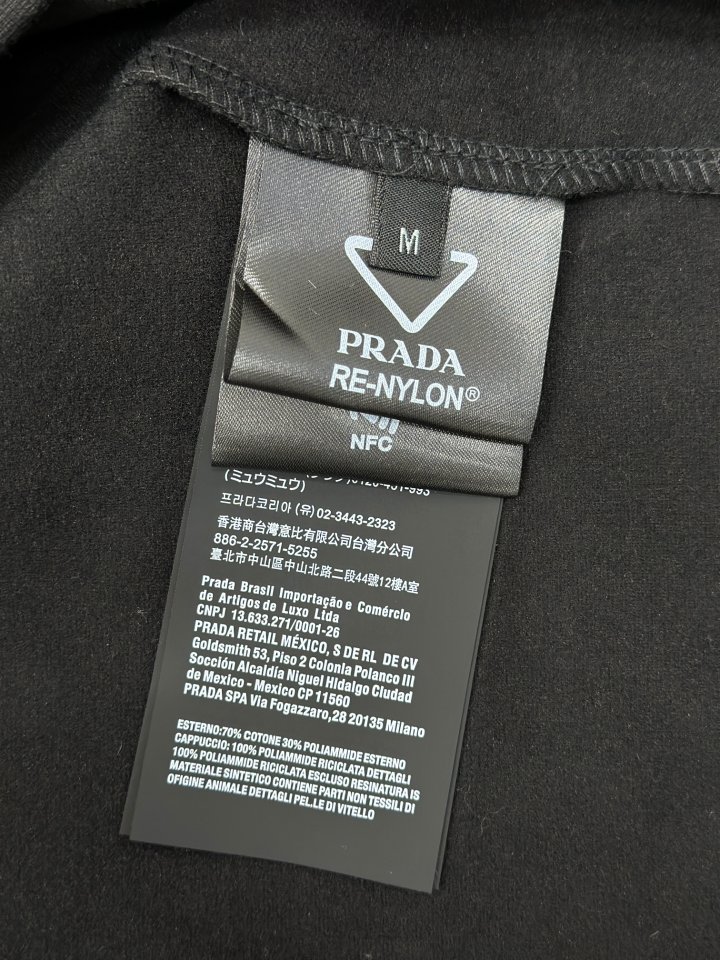 M
PRADA
RE-NYLON®
NFC
(ミュウミュウ)
프라다코리아 (유) 02-3443-2323
香港商台灣意比有限公司台灣分公司
886-2-2571-5255
臺北市中山區中山北路二段44號12樓A室
Prada Brasil Importação e Comércio
de Artigos de Luxo Ltda
CNPJ 13.633.271/0001-26
PRADA RETAIL MÉXICO, S DE RL DE CV
Goldsmith 53, Piso 2 Colonia Polanco III
Socción Alcaldía Niguel Hldalgo Cludad
de Mexico - Mexico CP 11560
PRADA SPA Via Fogazzaro,28 20135 Milano
ESTERNO:70% COTONE 30% POLIAMMIDE ESTERNO
CAPPUCCIO: 100% POLIAMMIDE RICICLATA DETTAGLI
100% POLIAMMIDE RICICLATA ESCLUSO RESINATURA IS
MATERIALE SINTETICO CONTIENE PARTI NON TESSILI DI
OFIGINE ANIMALE DETTAGLI PEL.LE DI VITELLO